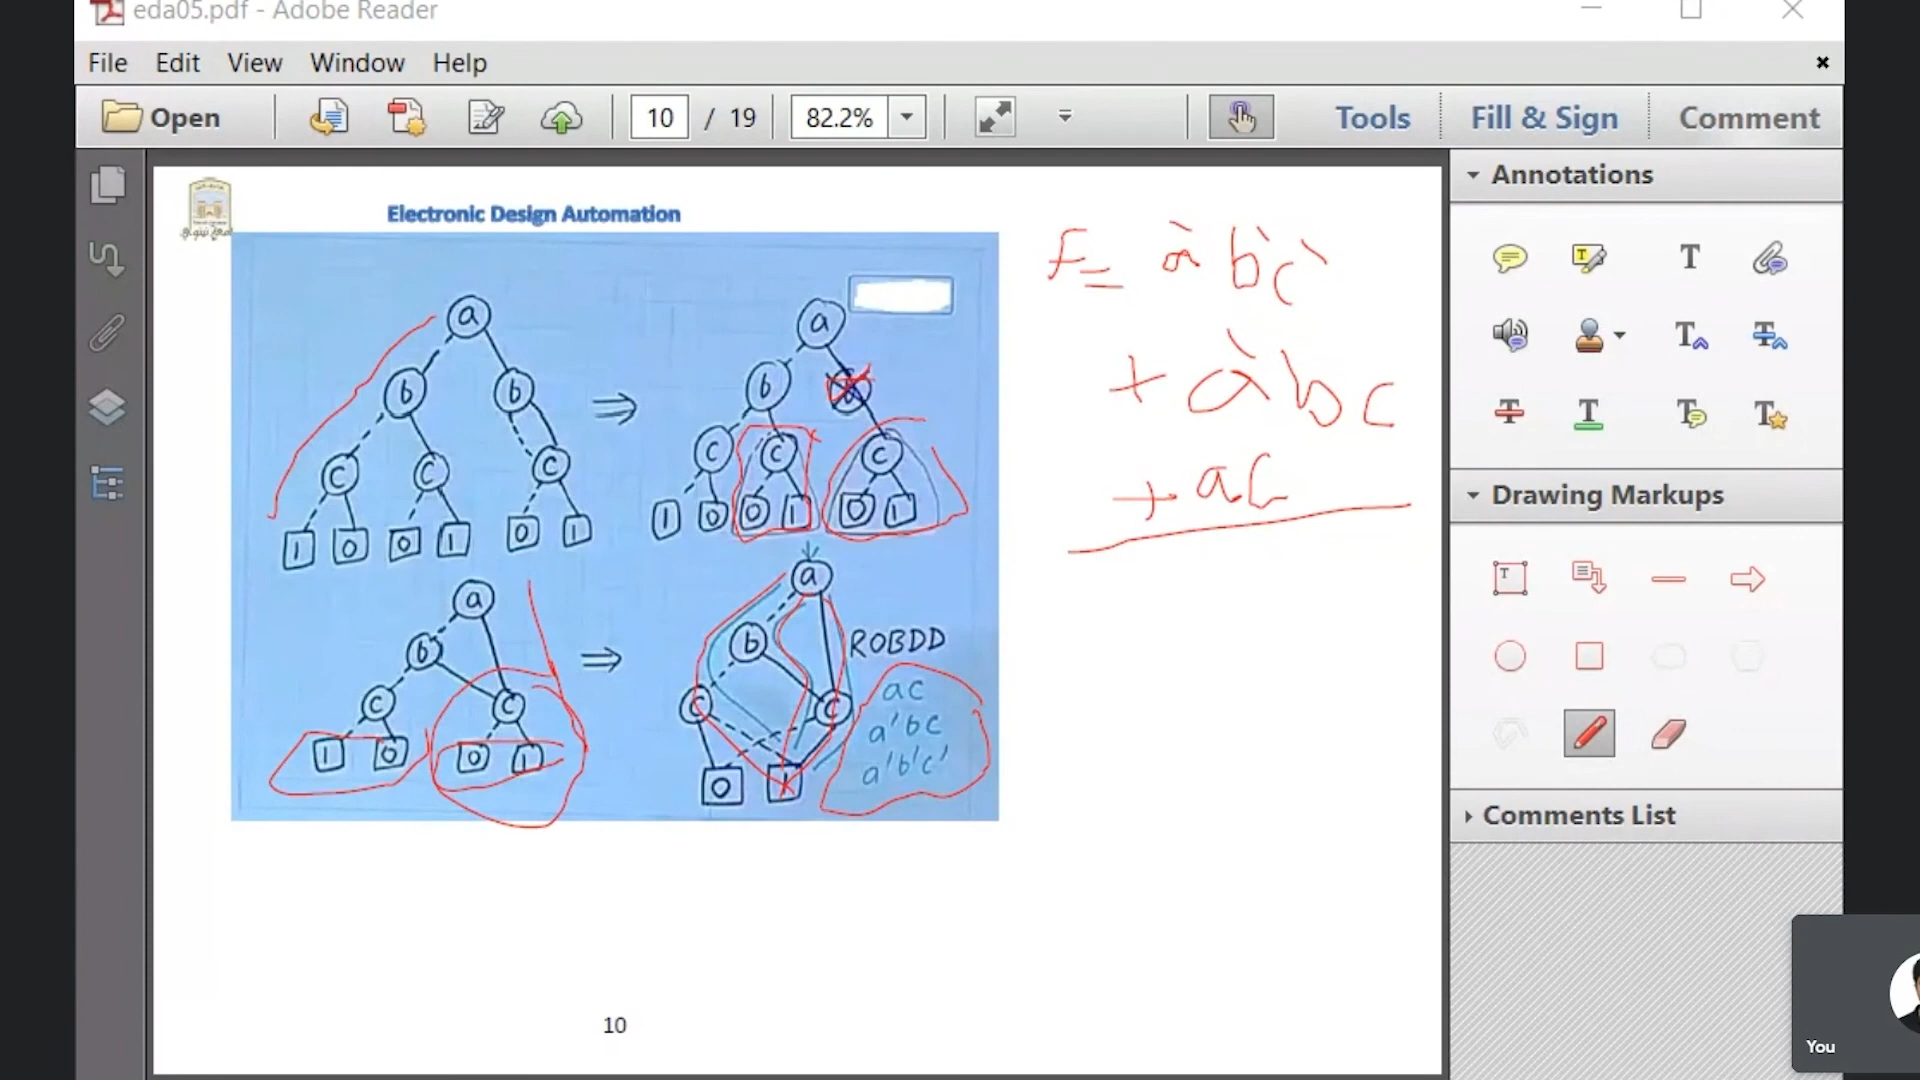 eda05.pdf - Adobe Reader
File Edit View Window Help
Open 10 / 19 82.2% Tools Fill & Sign Comment
Annotations
Electronic Design Automation
F = a' b' c'
+ a' b c
+ a c
a a
b b ⇒ b
c c c c c c
1 0 0 1 0 1 1 0 0 1 0 1
a a
b ⇒ b ROBDD
c c c c ac
a'bc
a'b'c'
1 0 0 1 0 1
Drawing Markups
Comments List
10
You